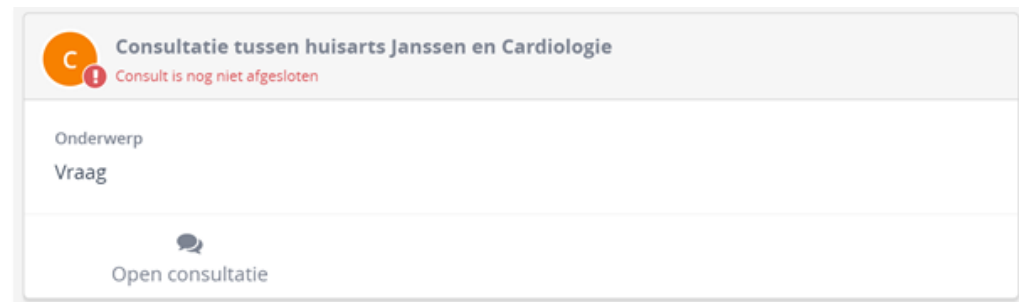 C
Consultatie tussen huisarts Janssen en Cardiologie
! Consult is nog niet afgesloten
Onderwerp
Vraag
Open consultatie